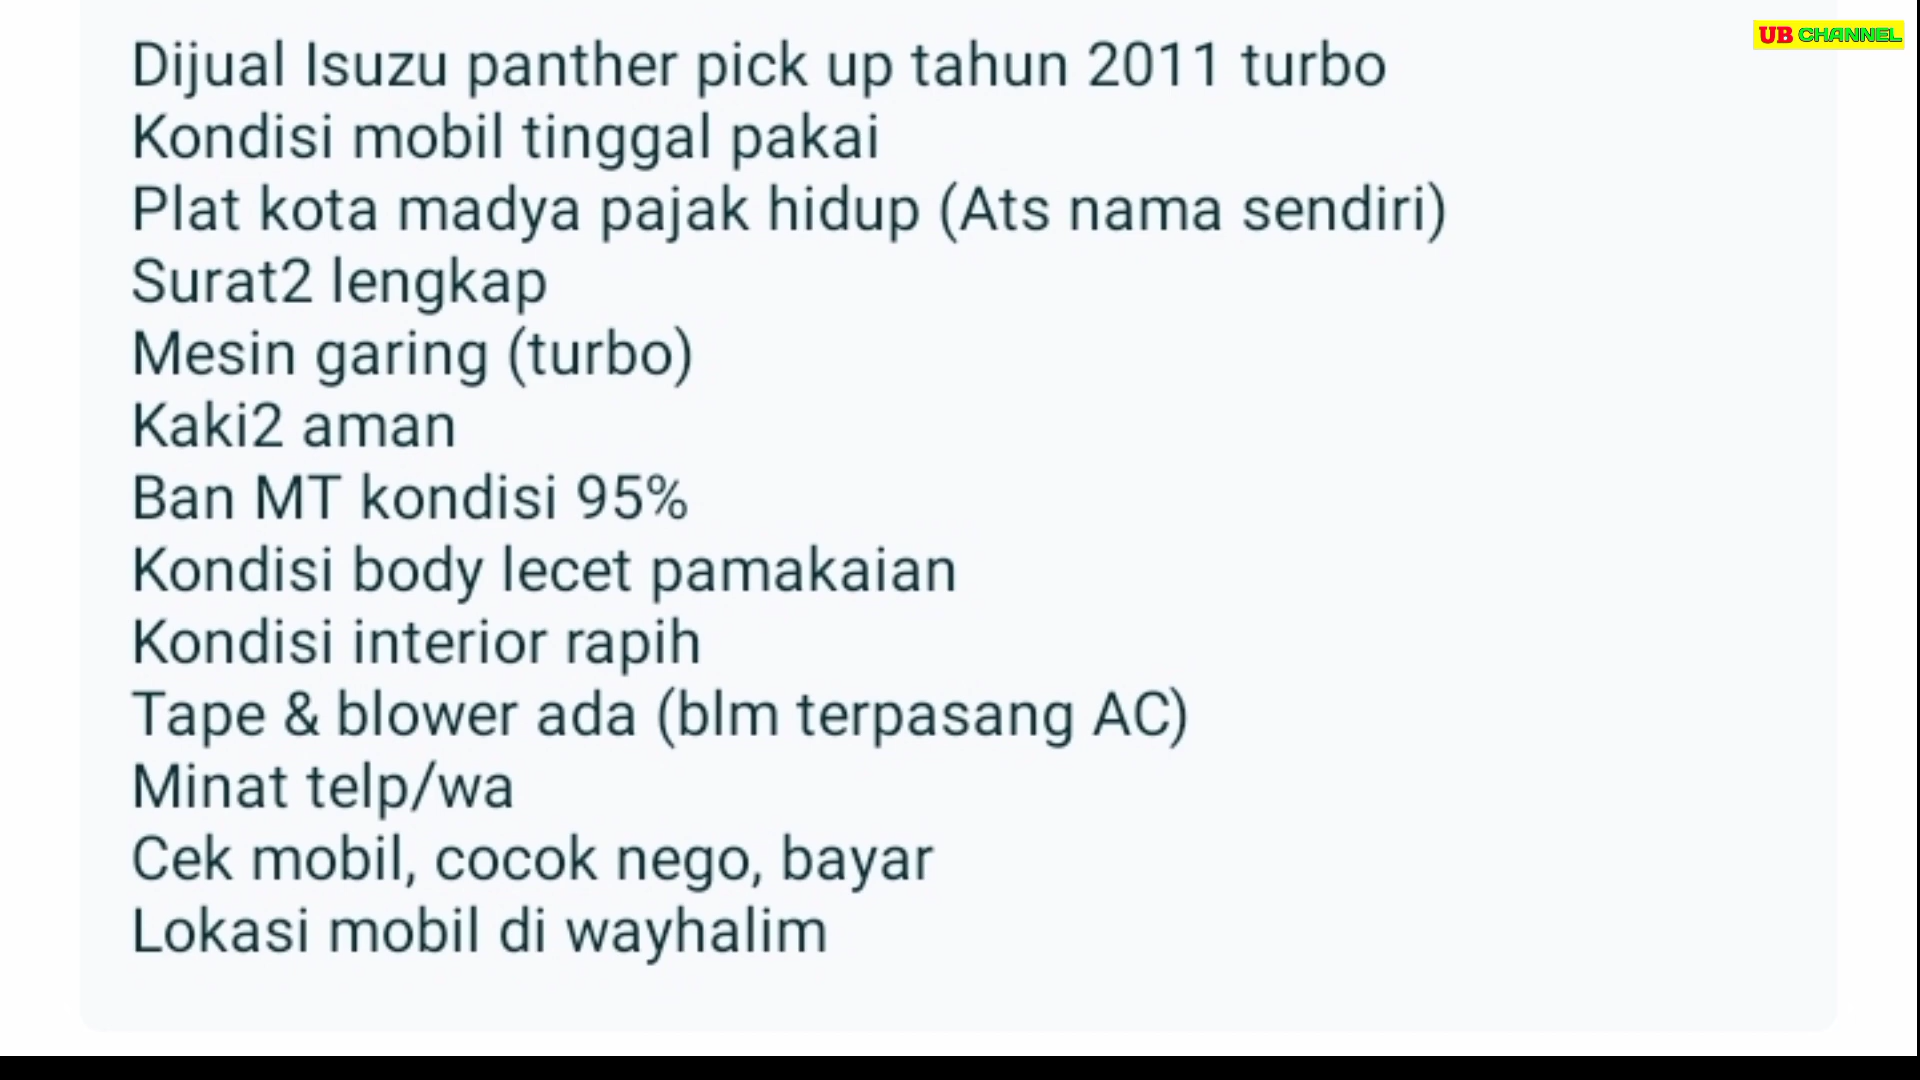 UB CHANNEL
Dijual Isuzu panther pick up tahun 2011 turbo
Kondisi mobil tinggal pakai
Plat kota madya pajak hidup (Ats nama sendiri)
Surat2 lengkap
Mesin garing (turbo)
Kaki2 aman
Ban MT kondisi 95%
Kondisi body lecet pamakaian
Kondisi interior rapih
Tape & blower ada (blm terpasang AC)
Minat telp/wa
Cek mobil, cocok nego, bayar
Lokasi mobil di wayhalim